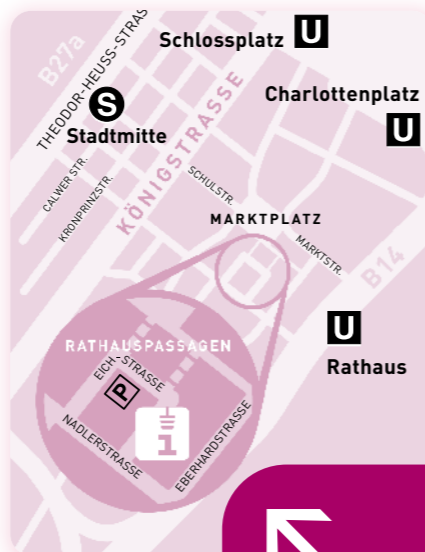 Schlossplatz U
B27a
THEODOR-HEUSS-STRAS
Charlottenplatz
U
S
Stadtmitte
KÖNIGSTRASSE
CALWER STR.
KRONPRINZSTR.
SCHULSTR.
MARKTPLATZ
MARKTSTR.
B14
U
Rathaus
RATHAUSPASSAGEN
EICH-STRASSE
P
i
NADLERSTRASSE
EBERHARDSTRASSE